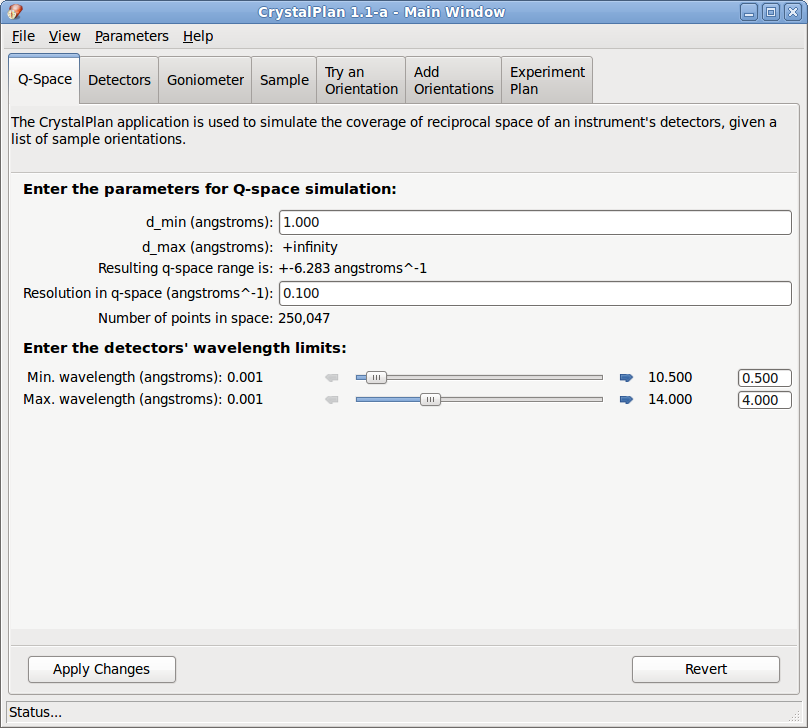 CrystalPlan 1.1-a - Main Window
File View Parameters Help
Q-Space Detectors Goniometer Sample Try an Orientation Add Orientations Experiment Plan
The CrystalPlan application is used to simulate the coverage of reciprocal space of an instrument's detectors, given a
list of sample orientations.
Enter the parameters for Q-space simulation:
d_min (angstroms): 1.000
d_max (angstroms): +infinity
Resulting q-space range is: +-6.283 angstroms^-1
Resolution in q-space (angstroms^-1): 0.100
Number of points in space: 250,047
Enter the detectors' wavelength limits:
Min. wavelength (angstroms): 0.001 10.500 0.500
Max. wavelength (angstroms): 0.001 14.000 4.000
Apply Changes Revert
Status...